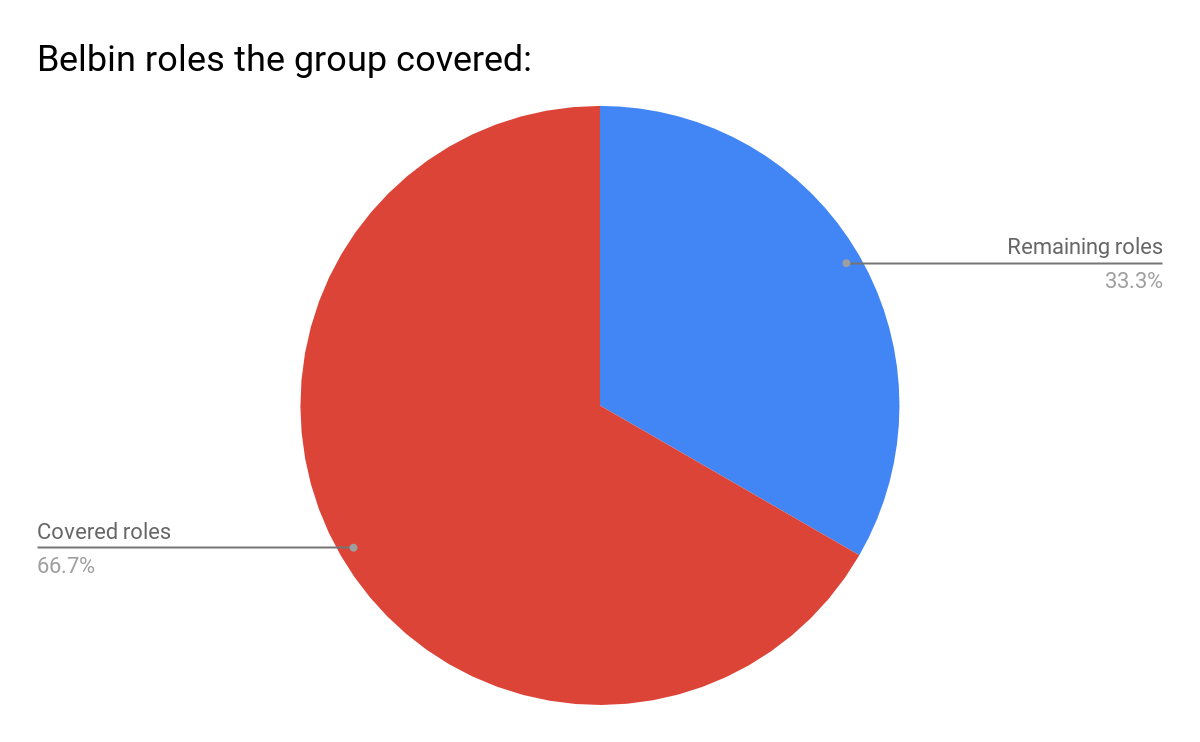 Belbin roles the group covered:
Remaining roles
33.3%
Covered roles
66.7%